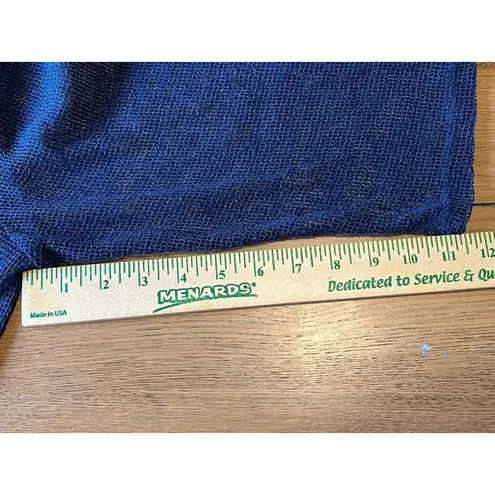 1 2 3 4 5 6 7 8 9 10 11 12
Made in USA MENARDS® Dedicated to Service & Qu